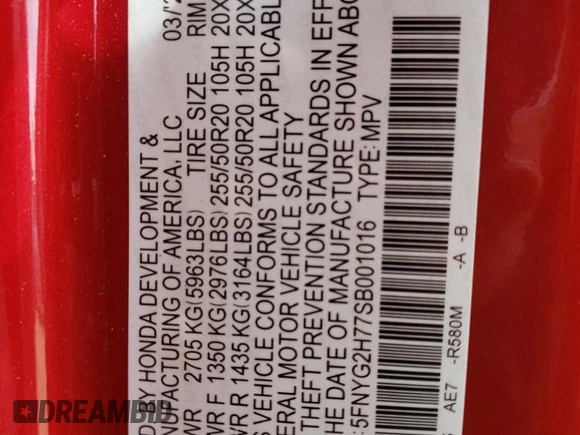 D BY HONDA DEVELOPMENT & 03/
NUFACTURING OF AMERICA, LLC
WR 2705 KG(5963LBS) TIRE SIZE RIM
WR F 1350 KG(2976LBS) 255/50R20 105H 20X
WR R 1435 KG(3164LBS) 255/50R20 105H 20X
S VEHICLE CONFORMS TO ALL APPLICABLE
ERAL MOTOR VEHICLE SAFETY
THEFT PREVENTION STANDARDS IN EFF
THE DATE OF MANUFACTURE SHOWN ABO
: 5FNYG2H77SB001016 TYPE: MPV
AE7 -R580M -A -B
DREAMBID